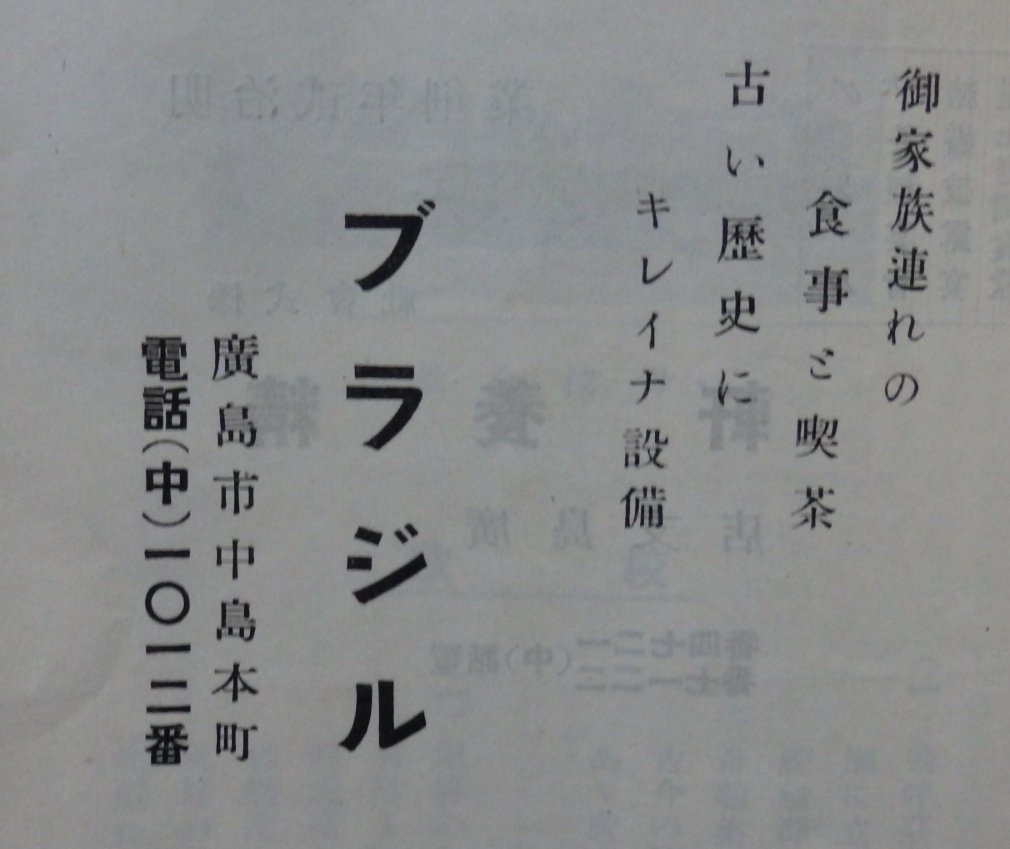 御家族連れの
食事と喫茶
古い歴史に
キレイナ設備
ブラジル
廣島市中島本町
電話(中)一〇一二番